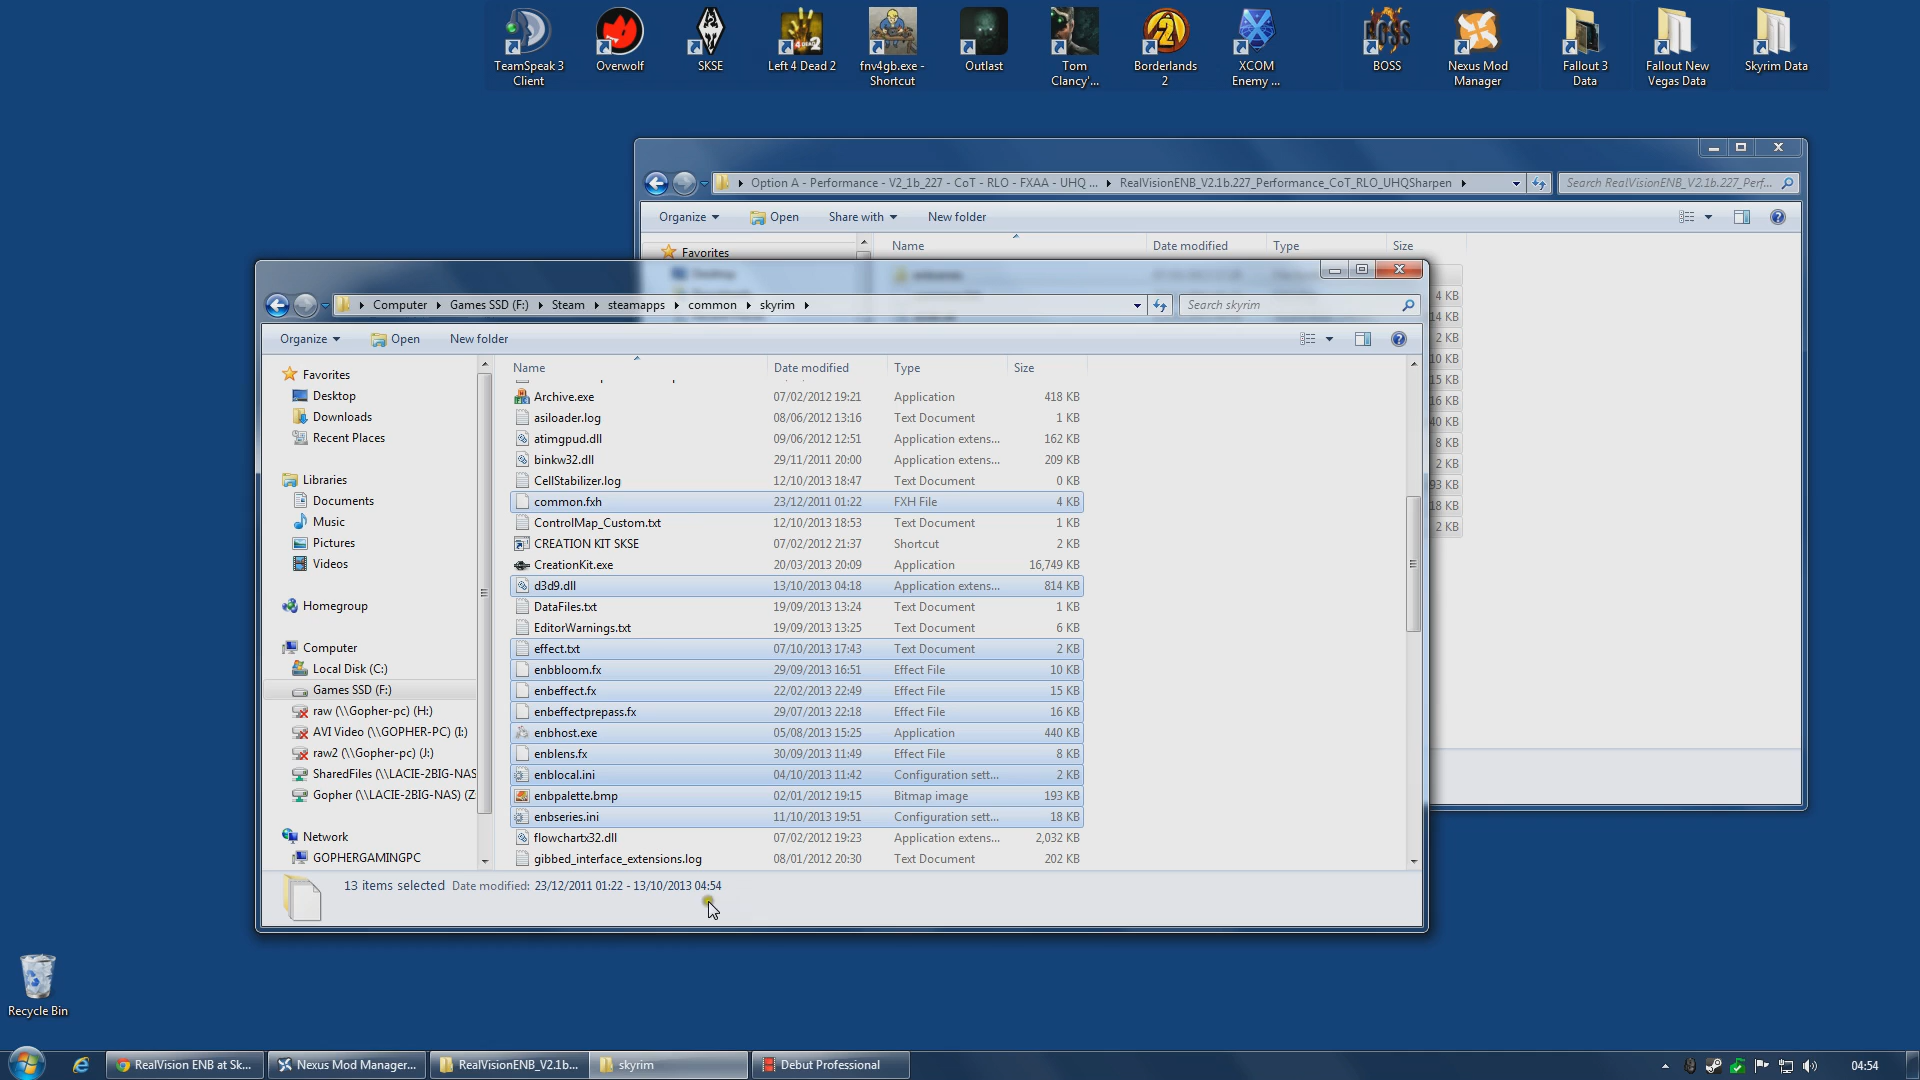 TeamSpeak 3 Client
Overwolf
SKSE
Left 4 Dead 2
fnv4gb.exe - Shortcut
Outlast
Tom Clancy'...
Borderlands 2
XCOM Enemy ...
BOSS
Nexus Mod Manager
Fallout 3 Data
Fallout New Vegas Data
Skyrim Data
Option A - Performance - V2_1b_227 - CoT - RLO - FXAA - UHQ ... RealVisionENB_V2.1b.227_Performance_CoT_RLO_UHQSharpen
Search RealVisionENB_V2.1b.227_Perf...
Organize Open Share with New folder
Favorites
Name Date modified Type Size
4 KB
14 KB
2 KB
10 KB
15 KB
16 KB
40 KB
8 KB
2 KB
93 KB
18 KB
2 KB
Computer Games SSD (F:) Steam steamapps common skyrim
Search skyrim
Organize Open New folder
Favorites
Desktop
Downloads
Recent Places
Libraries
Documents
Music
Pictures
Videos
Homegroup
Computer
Local Disk (C:)
Games SSD (F:)
raw (\\Gopher-pc) (H:)
AVI Video (\\GOPHER-PC) (I:)
raw2 (\\Gopher-pc) (J:)
SharedFiles (\\LACIE-2BIG-NAS
Gopher (\\LACIE-2BIG-NAS) (Z
Network
GOPHERGAMINGPC
Name Date modified Type Size
Archive.exe 07/02/2012 19:21 Application 418 KB
asiloader.log 08/06/2012 13:16 Text Document 1 KB
atimgpud.dll 09/06/2012 12:51 Application extens... 162 KB
binkw32.dll 29/11/2011 20:00 Application extens... 209 KB
CellStabilizer.log 12/10/2013 18:47 Text Document 0 KB
common.fxh 23/12/2011 01:22 FXH File 4 KB
ControlMap_Custom.txt 12/10/2013 18:53 Text Document 1 KB
CREATION KIT SKSE 07/02/2012 21:37 Shortcut 2 KB
CreationKit.exe 20/03/2013 20:09 Application 16,749 KB
d3d9.dll 13/10/2013 04:18 Application extens... 814 KB
DataFiles.txt 19/09/2013 13:24 Text Document 1 KB
EditorWarnings.txt 19/09/2013 13:25 Text Document 6 KB
effect.txt 07/10/2013 17:43 Text Document 2 KB
enbbloom.fx 29/09/2013 16:51 Effect File 10 KB
enbeffect.fx 22/02/2013 22:49 Effect File 15 KB
enbeffectprepass.fx 29/07/2013 22:18 Effect File 16 KB
enbhost.exe 05/08/2013 15:25 Application 440 KB
enblens.fx 30/09/2013 11:49 Effect File 8 KB
enblocal.ini 04/10/2013 11:42 Configuration sett... 2 KB
enbpalette.bmp 02/01/2012 19:15 Bitmap image 193 KB
enbseries.ini 11/10/2013 19:51 Configuration sett... 18 KB
flowchartx32.dll 07/02/2012 19:23 Application extens... 2,032 KB
gibbed_interface_extensions.log 08/01/2012 20:30 Text Document 202 KB
13 items selected Date modified: 23/12/2011 01:22 - 13/10/2013 04:54
Recycle Bin
RealVision ENB at Sk...
Nexus Mod Manager...
RealVisionENB_V2.1b...
skyrim
Debut Professional
04:54